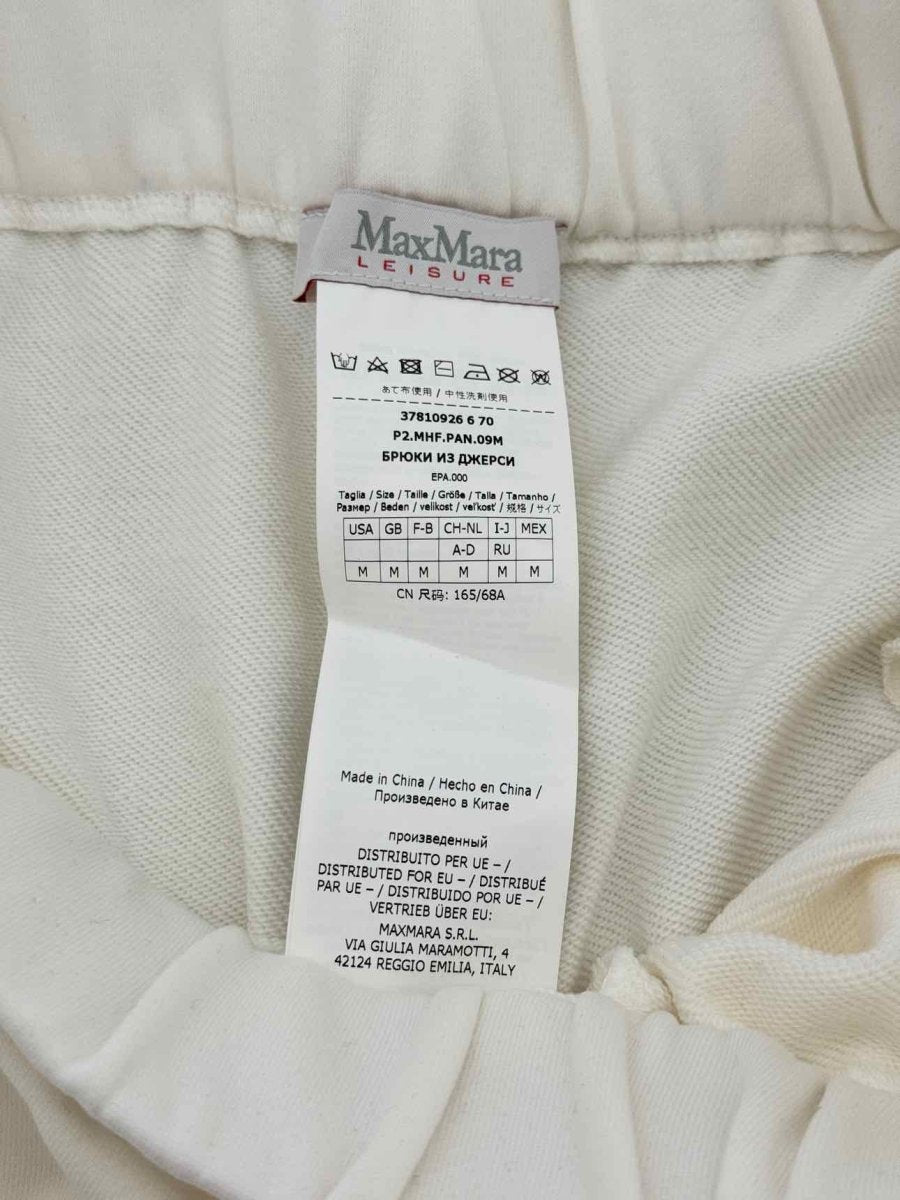 MaxMara
LEISURE
あて布使用 / 中性洗剤使用
37810926 6 70
P2.MHF.PAN.09M
БРЮКИ ИЗ ДЖЕРСИ
EPA.000
Taglia / Size / Taille / Größe / Talla / Tamanho /
Размер / Beden / velikost / veľkosť / 规格 / サイズ
USA GB F-B CH-NL I-J MEX
A-D RU
M M M M M M
CN 尺码: 165/68A
Made in China / Hecho en China /
Произведено в Китае
произведенный
DISTRIBUITO PER UE – /
DISTRIBUTED FOR EU – / DISTRIBUÉ
PAR UE – / DISTRIBUIDO POR UE – /
VERTRIEB ÜBER EU:
MAXMARA S.R.L.
VIA GIULIA MARAMOTTI, 4
42124 REGGIO EMILIA, ITALY